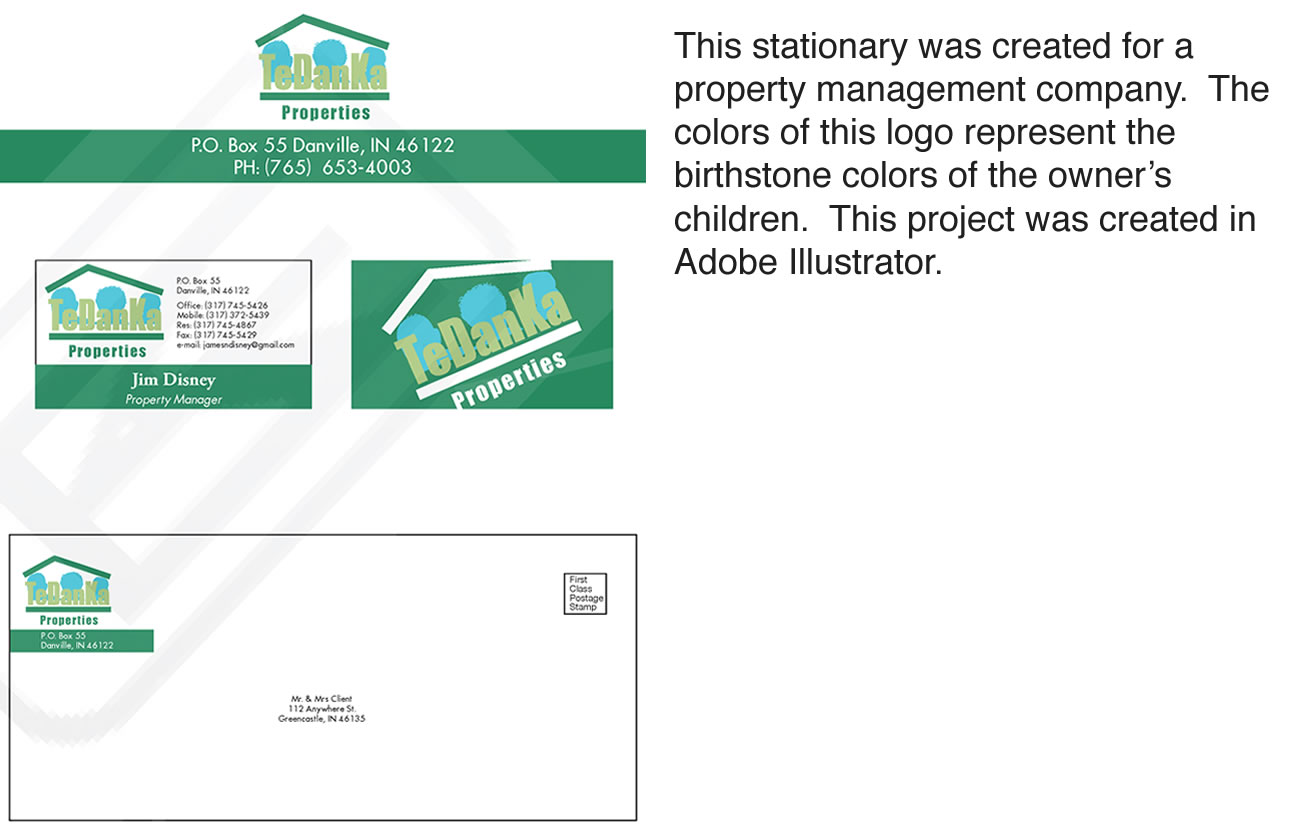 TeDanKa
Properties
P.O. Box 55 Danville, IN 46122
PH: (765)  653-4003
This stationary was created for a
property management company.  The
colors of this logo represent the
birthstone colors of the owner’s
children.  This project was created in
Adobe Illustrator.
TeDanKa
Properties
P.O. Box 55
Danville, IN 46122
Office: (317) 745-5426
Mobile: (317) 372-5439
Res: (317) 745-4867
Fax: (317) 745-5429
e-mail: jamesndisney@gmail.com
Jim Disney
Property Manager
TeDanKa
Properties
TeDanKa
Properties
P.O. Box 55
Danville, IN 46122
First
Class
Postage
Stamp
Mr. & Mrs Client
112 Anywhere St.
Greencastle, IN 46135